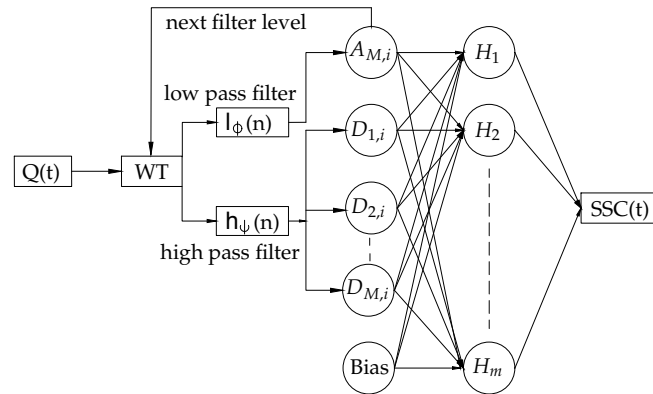 next filter level
A_{M,i}
H_1
low pass filter
l_ϕ(n)
D_{1,i}
H_2
Q(t)
WT
D_{2,i}
SSC(t)
h_ψ(n)
high pass filter
D_{M,i}
Bias
H_m